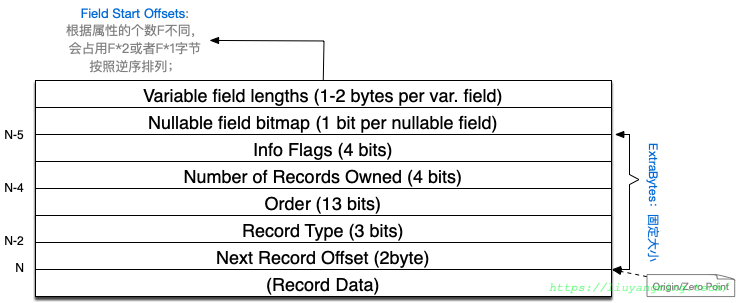 Field Start Offsets:
根据属性的个数F不同，
会占用F*2或者F*1字节
按照逆序排列；
Variable field lengths (1-2 bytes per var. field)
Nullable field bitmap (1 bit per nullable field)
N-5
Info Flags (4 bits)
Number of Records Owned (4 bits)
N-4
Order (13 bits)
Record Type (3 bits)
N-2
Next Record Offset (2byte)
N
(Record Data)
ExtraBytes： 固定大小
Origin/Zero Point